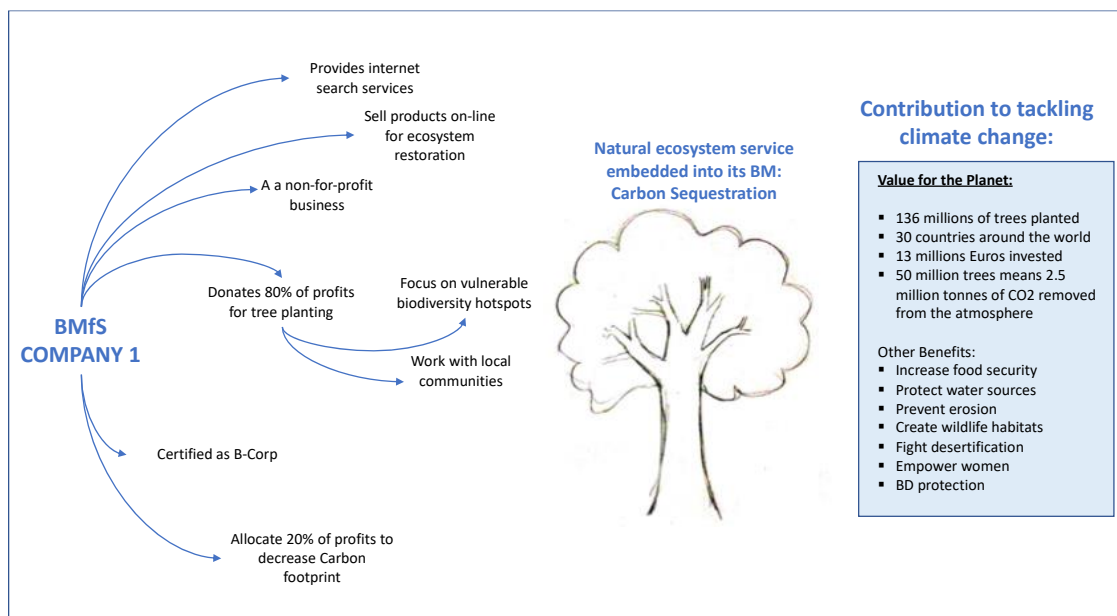 Provides internet
search services
Sell products on-line
for ecosystem
restoration
A a non-for-profit
business
Donates 80% of profits
for tree planting
Focus on vulnerable
biodiversity hotspots
Work with local
communities
BMfS
COMPANY 1
Certified as B-Corp
Allocate 20% of profits to
decrease Carbon
footprint
Natural ecosystem service
embedded into its BM:
Carbon Sequestration
Contribution to tackling
climate change:
Value for the Planet:
▪ 136 millions of trees planted
▪ 30 countries around the world
▪ 13 millions Euros invested
▪ 50 million trees means 2.5
million tonnes of CO2 removed
from the atmosphere
Other Benefits:
▪ Increase food security
▪ Protect water sources
▪ Prevent erosion
▪ Create wildlife habitats
▪ Fight desertification
▪ Empower women
▪ BD protection